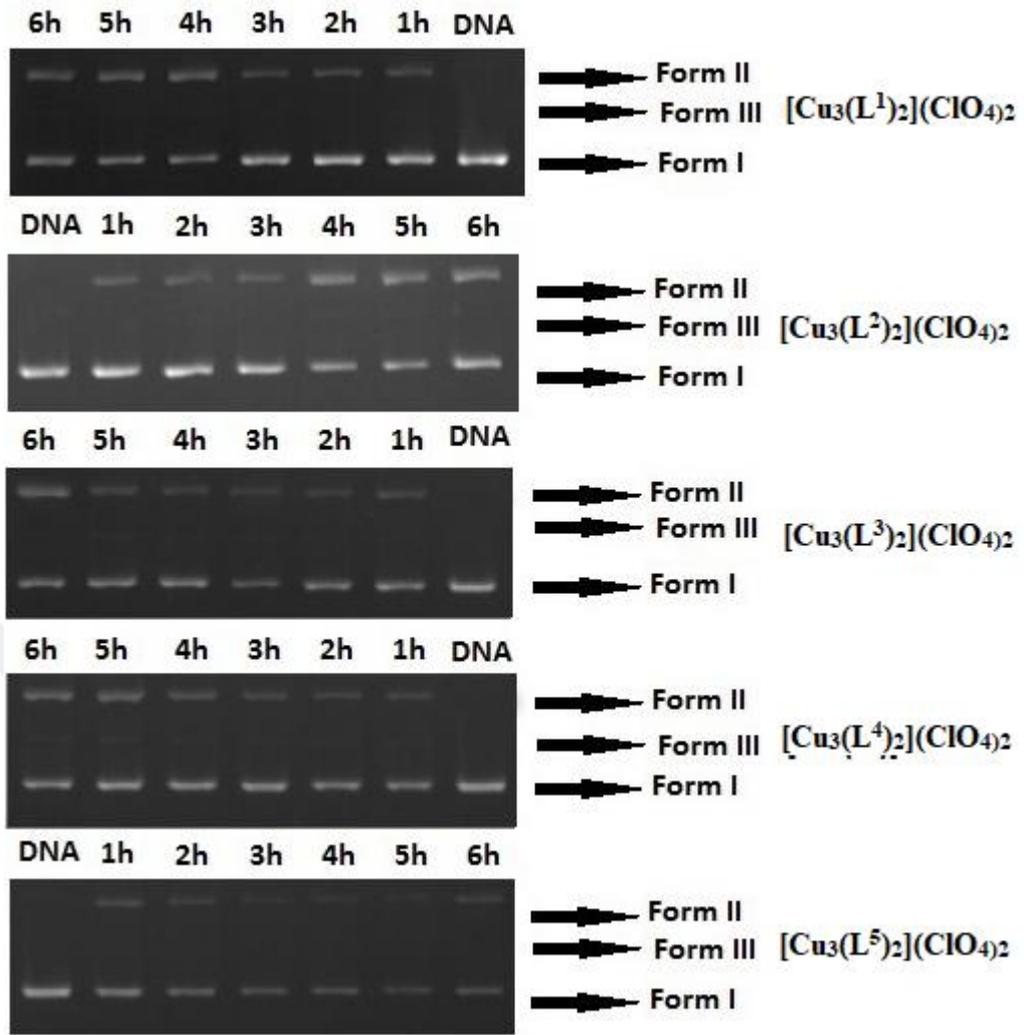 6h 5h 4h 3h 2h 1h DNA
Form II
Form III [Cu3(L1)2](ClO4)2
Form I
DNA 1h 2h 3h 4h 5h 6h
Form II
Form III [Cu3(L2)2](ClO4)2
Form I
6h 5h 4h 3h 2h 1h DNA
Form II
Form III [Cu3(L3)2](ClO4)2
Form I
6h 5h 4h 3h 2h 1h DNA
Form II
Form III [Cu3(L4)2](ClO4)2
Form I
DNA 1h 2h 3h 4h 5h 6h
Form II
Form III [Cu3(L5)2](ClO4)2
Form I